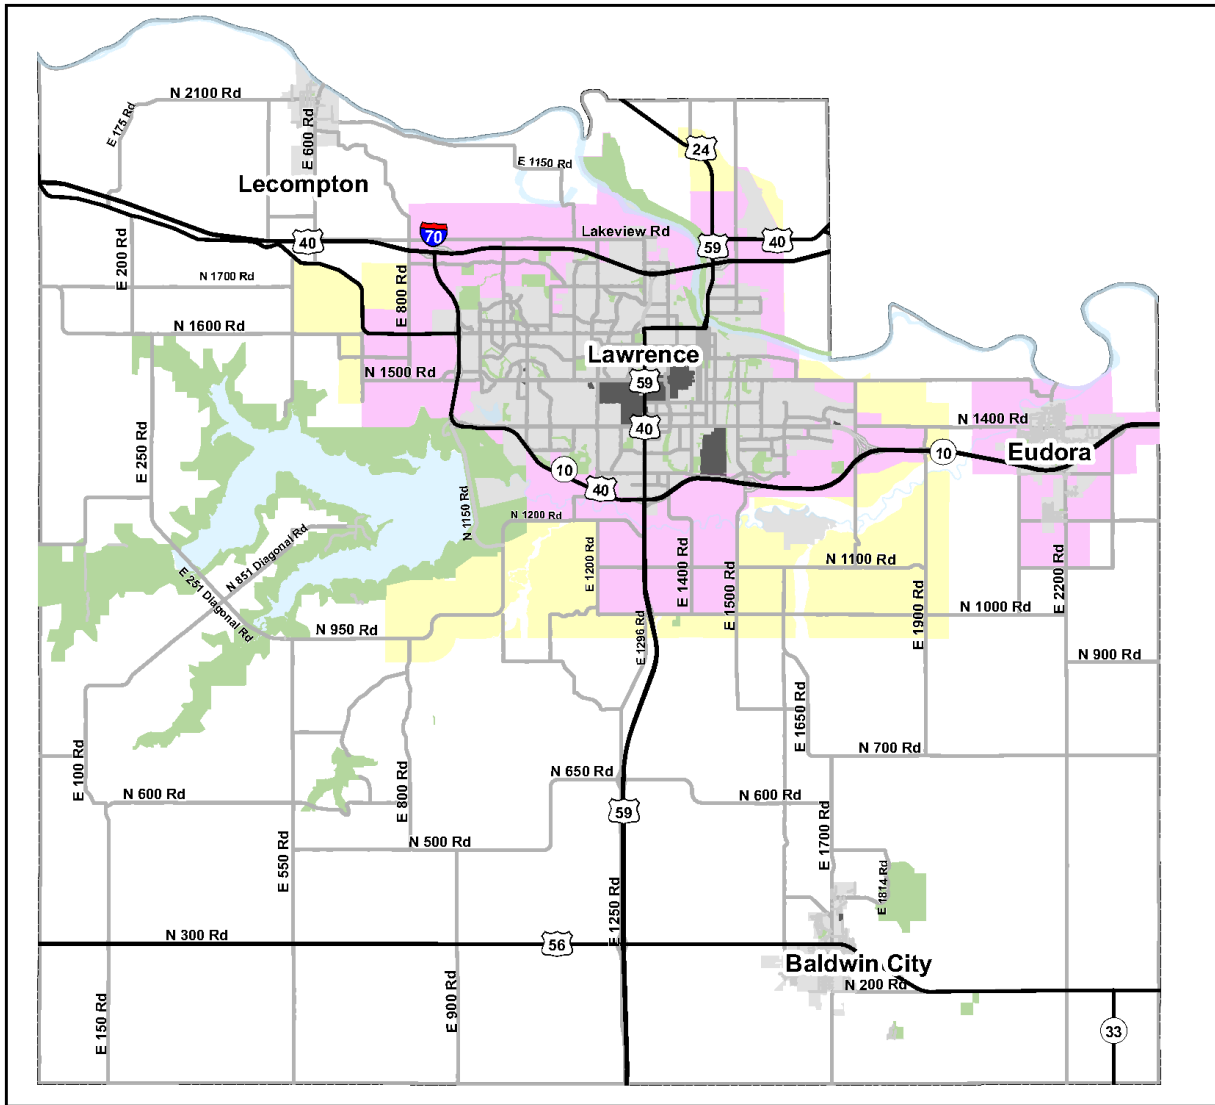 N 2100 Rd
E 175 Rd
E 600 Rd
24
E 1150 Rd
Lecompton
70
Lakeview Rd
40
59
40
E 200 Rd
N 1700 Rd
E 800 Rd
N 1600 Rd
Lawrence
N 1500 Rd
59
N 1400 Rd
40
E 250 Rd
10
Eudora
10
40
N 1150 Rd
N 1200 Rd
N 851 Diagonal Rd
E 251 Diagonal Rd
E 1200 Rd
E 1400 Rd
E 1500 Rd
N 1100 Rd
E 1900 Rd
E 2200 Rd
N 1000 Rd
N 950 Rd
E 1296 Rd
N 900 Rd
E 1650 Rd
N 700 Rd
E 100 Rd
N 650 Rd
E 800 Rd
N 600 Rd
N 600 Rd
59
N 500 Rd
E 550 Rd
E 1700 Rd
E 1814 Rd
E 1250 Rd
N 300 Rd
56
Baldwin City
N 200 Rd
E 150 Rd
E 900 Rd
33